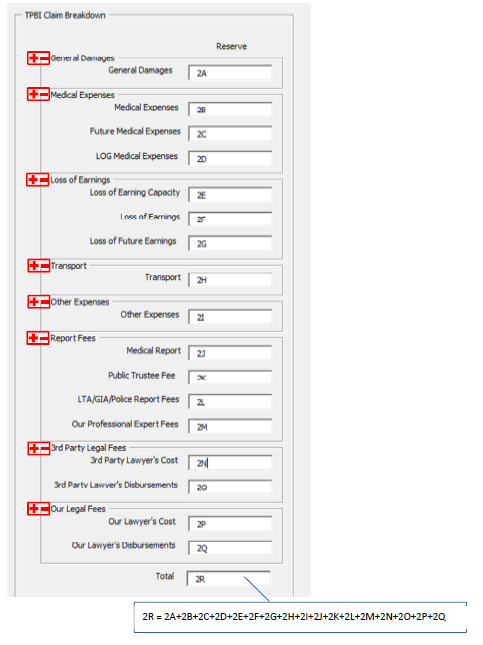 TPBI Claim Breakdown
Reserve
General Damages
General Damages 2A
Medical Expenses
Medical Expenses 2B
Future Medical Expenses 2C
LOG Medical Expenses 2D
Loss of Earnings
Loss of Earning Capacity 2E
Loss of Earnings 2F
Loss of Future Earnings 2G
Transport
Transport 2H
Other Expenses
Other Expenses 2I
Report Fees
Medical Report 2J
Public Trustee Fee 2K
LTA/GIA/Police Report Fees 2L
Our Professional Expert Fees 2M
3rd Party Legal Fees
3rd Party Lawyer's Cost 2N
3rd Party Lawyer's Disbursements 2O
Our Legal Fees
Our Lawyer's Cost 2P
Our Lawyer's Disbursements 2Q
Total 2R
2R = 2A+2B+2C+2D+2E+2F+2G+2H+2I+2J+2K+2L+2M+2N+2O+2P+2Q